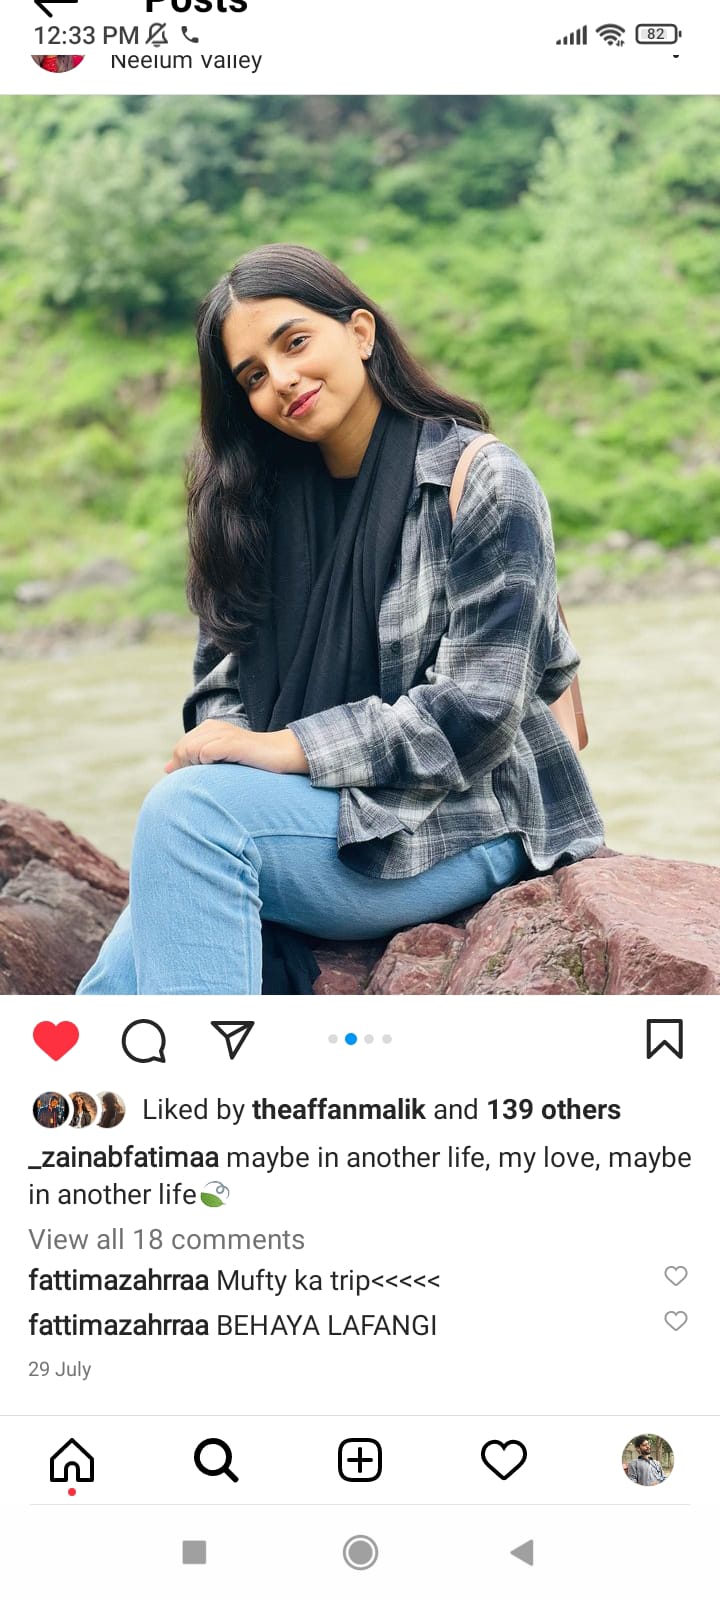 Posts
12:33 PM
82
Neelum Valley
Liked by theaffanmalik and 139 others
_zainabfatimaa maybe in another life, my love, maybe
in another life🍃
View all 18 comments
fattimazahrraa Mufty ka trip<<<<<
fattimazahrraa BEHAYA LAFANGI
29 July